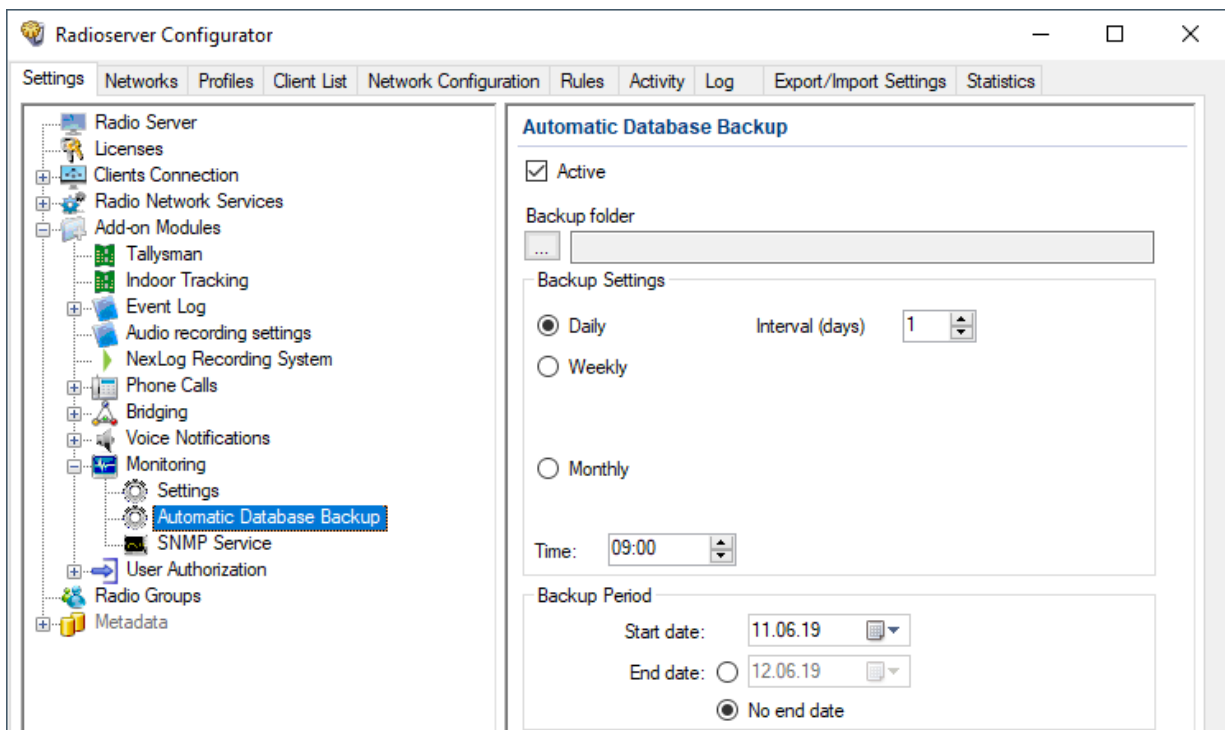 Radioserver Configurator
Settings Networks Profiles Client List Network Configuration Rules Activity Log Export/Import Settings Statistics
Radio Server
Licenses
Clients Connection
Radio Network Services
Add-on Modules
Tallysman
Indoor Tracking
Event Log
Audio recording settings
NexLog Recording System
Phone Calls
Bridging
Voice Notifications
Monitoring
Settings
Automatic Database Backup
SNMP Service
User Authorization
Radio Groups
Metadata
Automatic Database Backup
Active
Backup folder
...
Backup Settings
Daily Interval (days) 1
Weekly
Monthly
Time: 09:00
Backup Period
Start date: 11.06.19
End date: 12.06.19
No end date